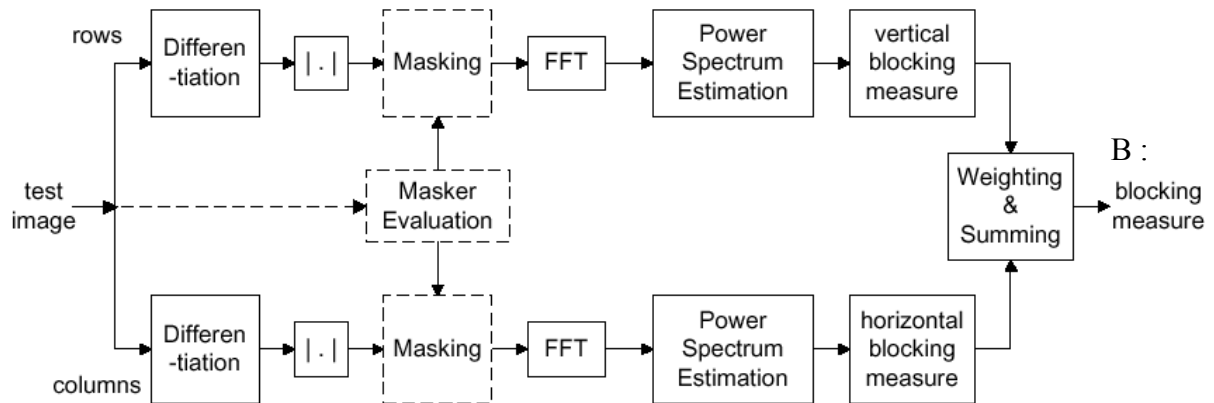 rows
Differen
-tiation
| . |
Masking
FFT
Power
Spectrum
Estimation
vertical
blocking
measure
test
image
Masker
Evaluation
Weighting
&
Summing
B :
blocking
measure
columns
Differen
-tiation
| . |
Masking
FFT
Power
Spectrum
Estimation
horizontal
blocking
measure